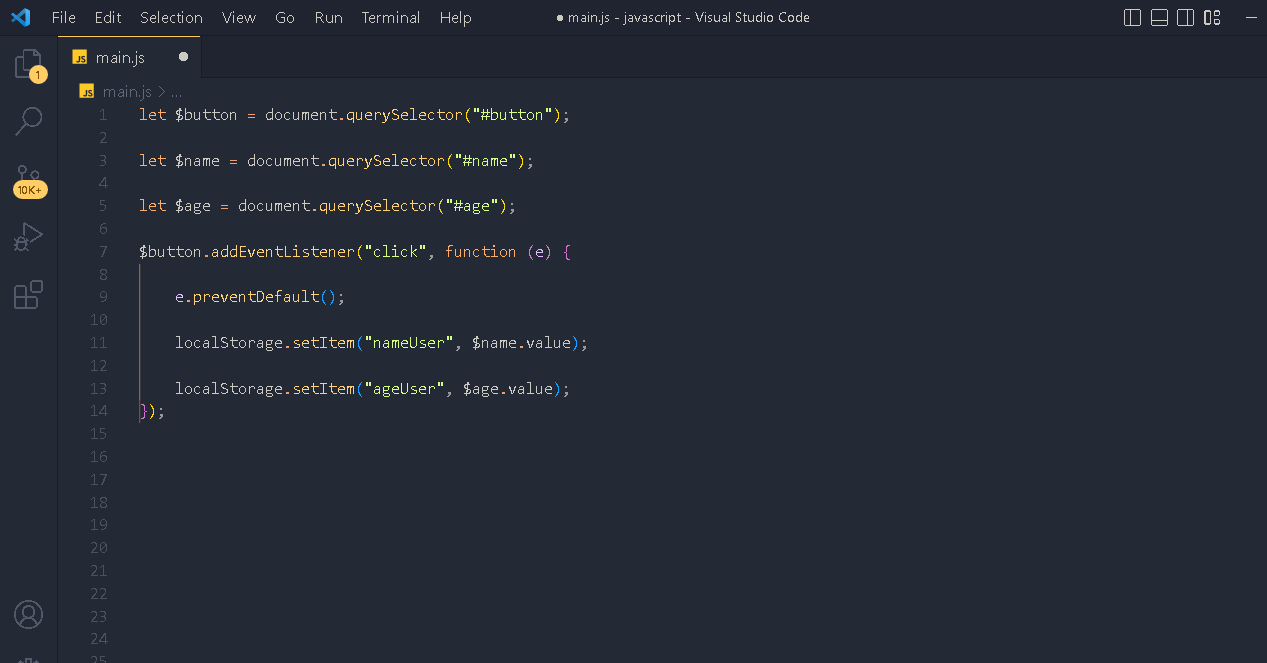 File Edit Selection View Go Run Terminal Help ● main.js - javascript - Visual Studio Code
JS main.js ●
1
JS main.js > ...
1 let $button = document.querySelector("#button");
2
3 let $name = document.querySelector("#name");
4
5 let $age = document.querySelector("#age");
6
7 $button.addEventListener("click", function (e) {
8
9 e.preventDefault();
10
11 localStorage.setItem("nameUser", $name.value);
12
13 localStorage.setItem("ageUser", $age.value);
14 });
10K+
15
16
17
18
19
20
21
22
23
24
25